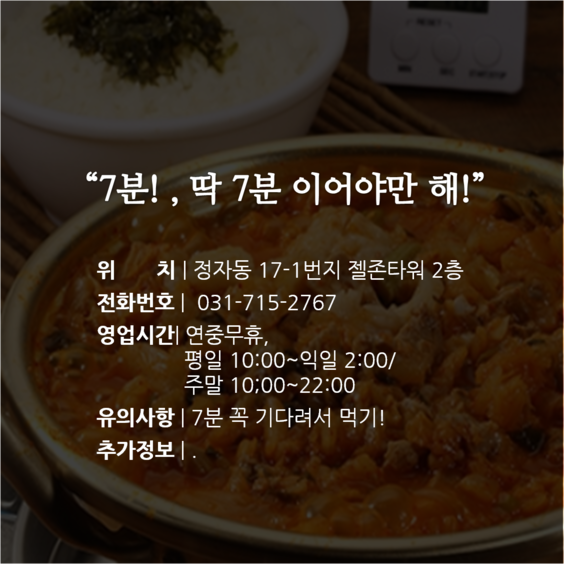 “7분! , 딱 7분 이어야만 해!”
위 치 | 정자동 17-1번지 젤존타워 2층
전화번호 | 031-715-2767
영업시간| 연중무휴,
평일 10:00~익일 2:00/
주말 10;00~22:00
유의사항 | 7분 꼭 기다려서 먹기!
추가정보 | .